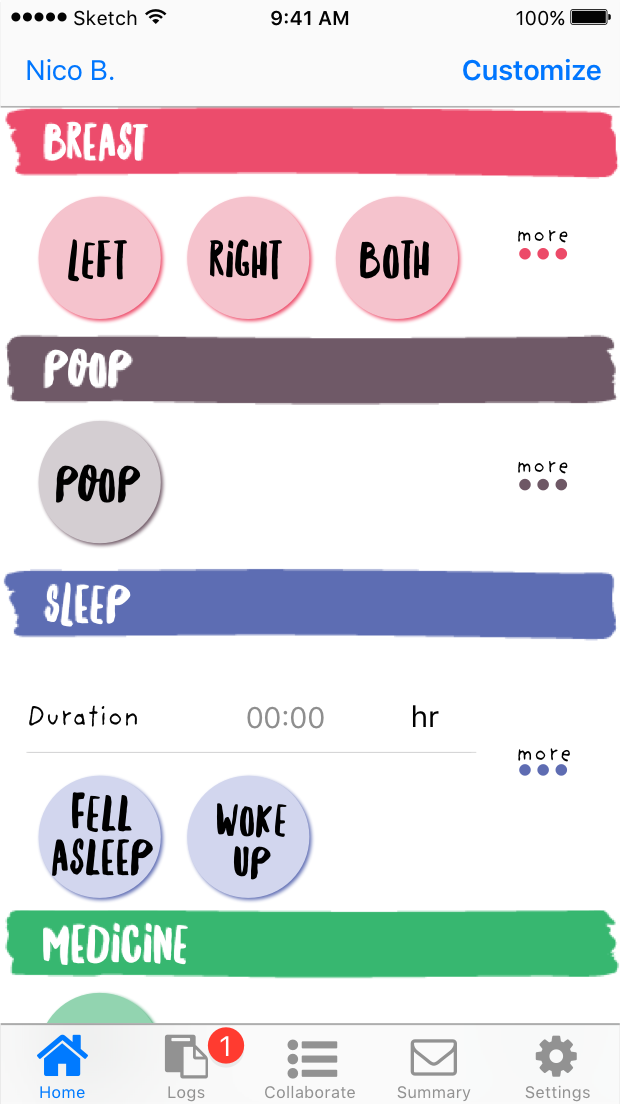 Sketch 9:41 AM 100%
Nico B. Customize
BREAST
LEFT RiGHT BOTH more
POOP
POOP more
SLEEP
Duration 00:00 hr
more
FELL ASLEEP
WOKE UP
MEDiCiNE
1
Home Logs Collaborate Summary Settings